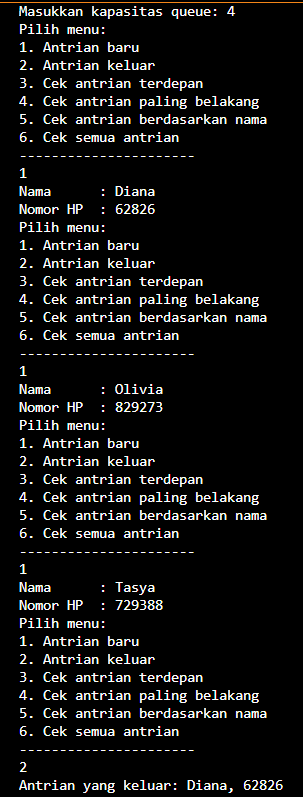 Masukkan kapasitas queue: 4
Pilih menu:
1. Antrian baru
2. Antrian keluar
3. Cek antrian terdepan
4. Cek antrian paling belakang
5. Cek antrian berdasarkan nama
6. Cek semua antrian
----------------------
1
Nama      : Diana
Nomor HP  : 62826
Pilih menu:
1. Antrian baru
2. Antrian keluar
3. Cek antrian terdepan
4. Cek antrian paling belakang
5. Cek antrian berdasarkan nama
6. Cek semua antrian
----------------------
1
Nama      : Olivia
Nomor HP  : 829273
Pilih menu:
1. Antrian baru
2. Antrian keluar
3. Cek antrian terdepan
4. Cek antrian paling belakang
5. Cek antrian berdasarkan nama
6. Cek semua antrian
----------------------
1
Nama      : Tasya
Nomor HP  : 729388
Pilih menu:
1. Antrian baru
2. Antrian keluar
3. Cek antrian terdepan
4. Cek antrian paling belakang
5. Cek antrian berdasarkan nama
6. Cek semua antrian
----------------------
2
Antrian yang keluar: Diana, 62826